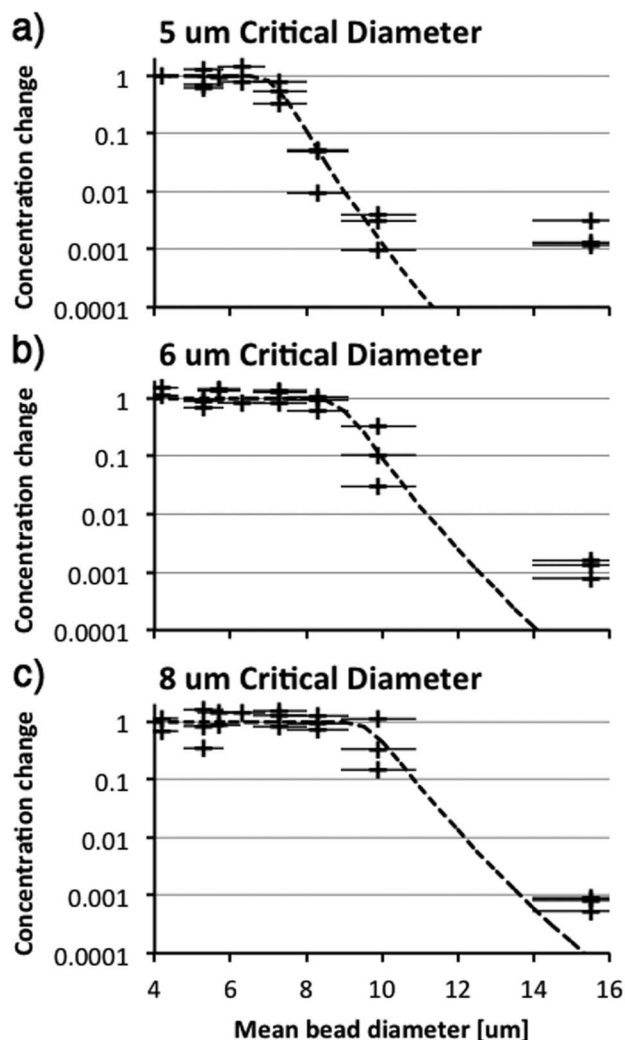 a)
5 um Critical Diameter
Concentration change
1
0.1
0.01
0.001
0.0001
b)
6 um Critical Diameter
Concentration change
1
0.1
0.01
0.001
0.0001
c)
8 um Critical Diameter
Concentration change
1
0.1
0.01
0.001
0.0001
4 6 8 10 12 14 16
Mean bead diameter [um]